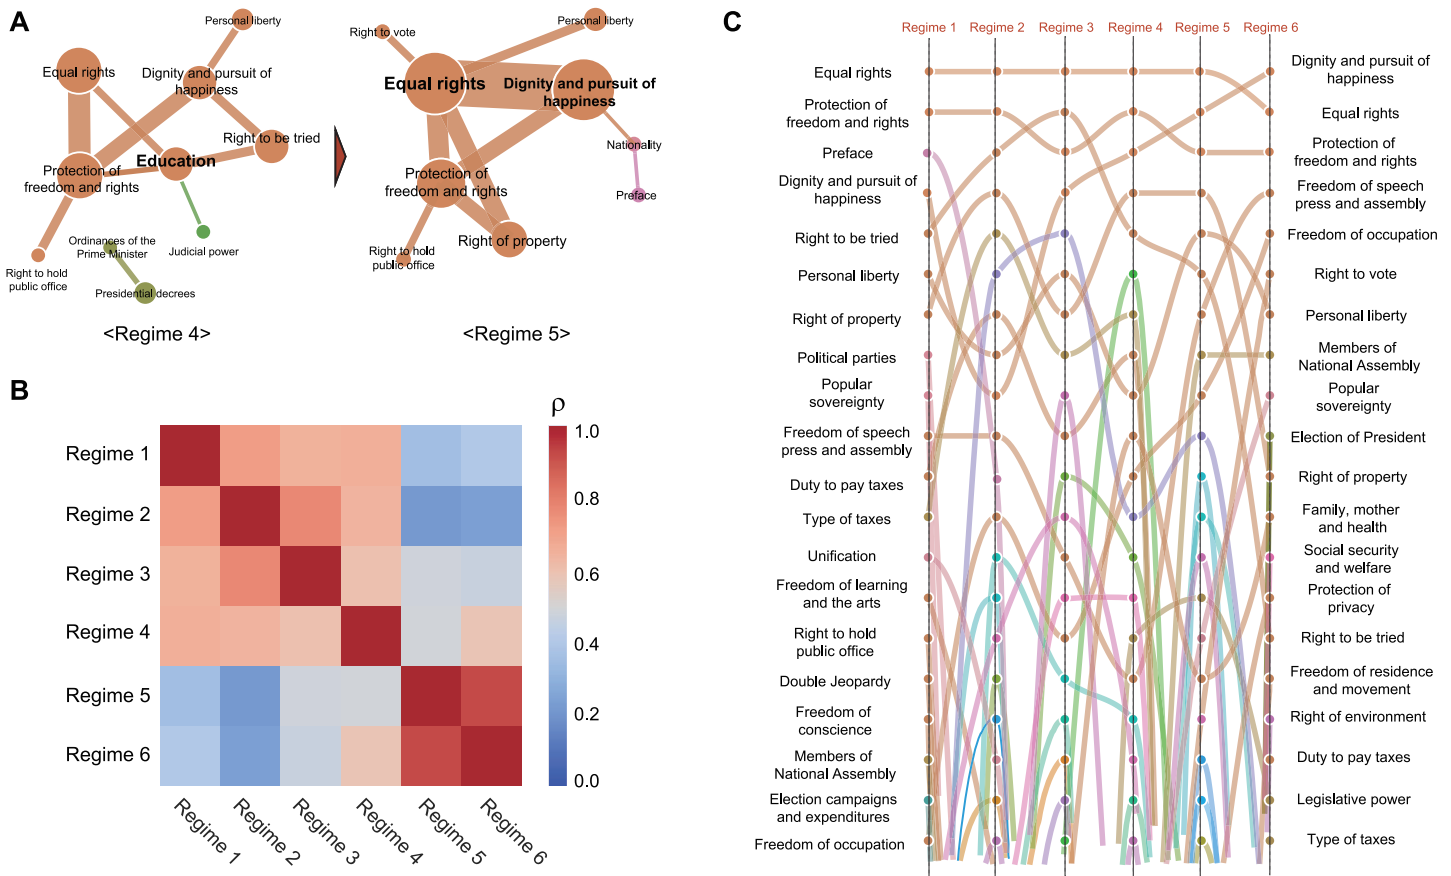 A
Personal liberty
Equal rights
Dignity and pursuit of
happiness
Right to be tried
Education
Protection of
freedom and rights
Ordinances of the
Prime Minister
Judicial power
Right to hold
public office
Presidential decrees
<Regime 4>
Right to vote
Personal liberty
Equal rights
Dignity and pursuit of
happiness
Nationality
Protection of
freedom and rights
Preface
Right to hold
public office
Right of property
<Regime 5>
B
ρ
Regime 1
Regime 2
Regime 3
Regime 4
Regime 5
Regime 6
1.0
0.8
0.6
0.4
0.2
0.0
Regime 1
Regime 2
Regime 3
Regime 4
Regime 5
Regime 6
C
Regime 1 Regime 2 Regime 3 Regime 4 Regime 5 Regime 6
Equal rights
Protection of
freedom and rights
Preface
Dignity and pursuit of
happiness
Right to be tried
Personal liberty
Right of property
Political parties
Popular
sovereignty
Freedom of speech
press and assembly
Duty to pay taxes
Type of taxes
Unification
Freedom of learning
and the arts
Right to hold
public office
Double Jeopardy
Freedom of
conscience
Members of
National Assembly
Election campaigns
and expenditures
Freedom of occupation
Dignity and pursuit of
happiness
Equal rights
Protection of
freedom and rights
Freedom of speech
press and assembly
Freedom of occupation
Right to vote
Personal liberty
Members of
National Assembly
Popular
sovereignty
Election of President
Right of property
Family, mother
and health
Social security
and welfare
Protection of
privacy
Right to be tried
Freedom of residence
and movement
Right of environment
Duty to pay taxes
Legislative power
Type of taxes